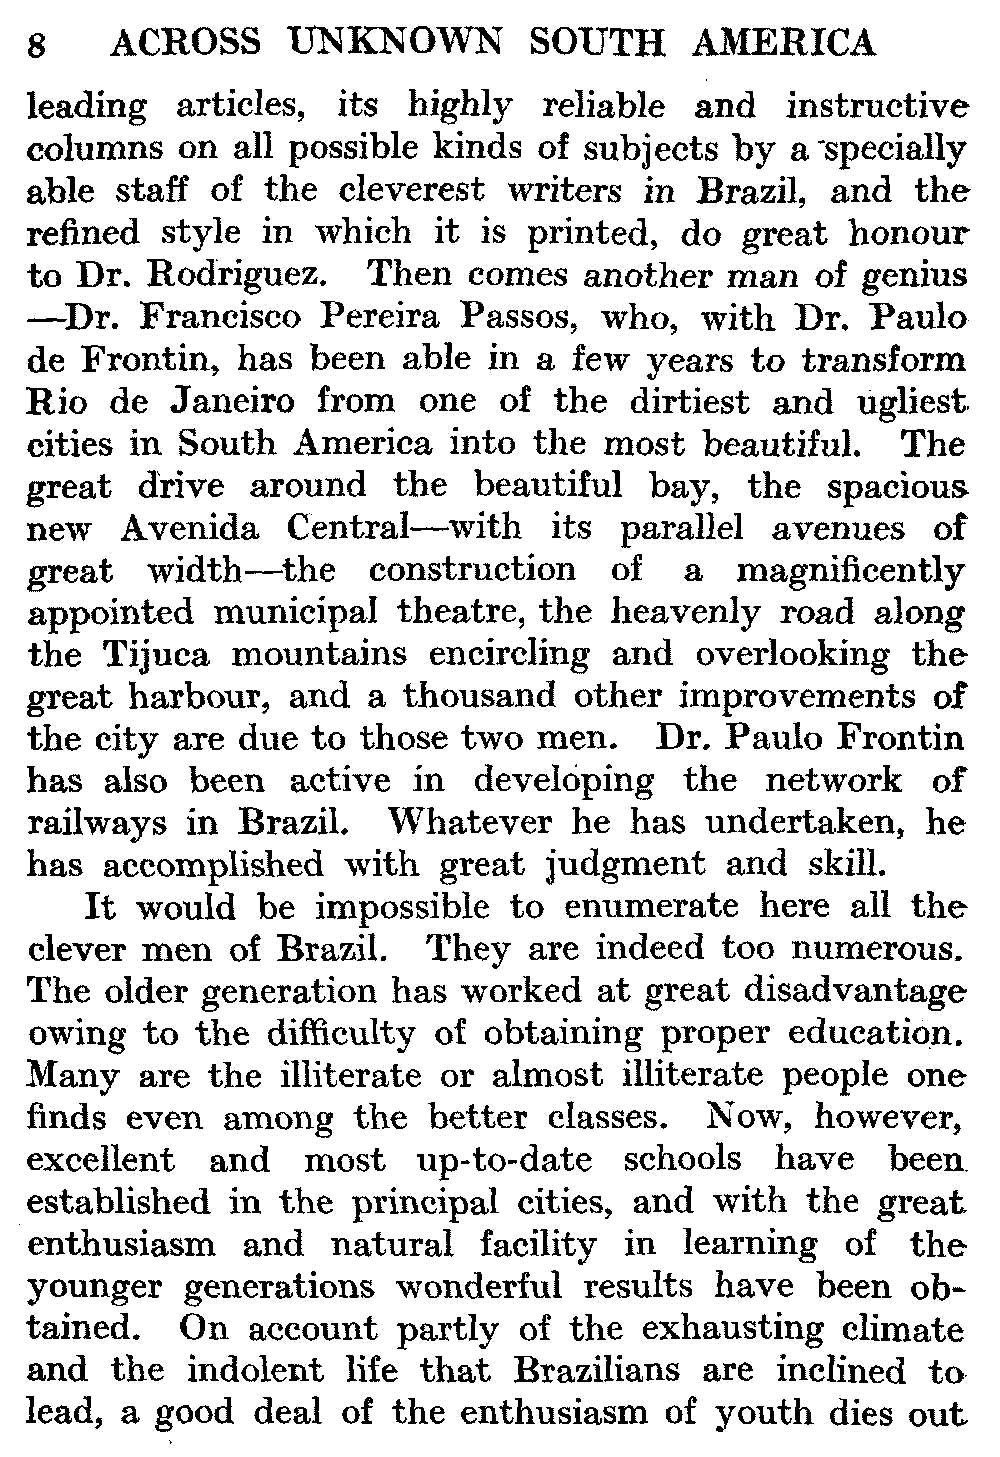 8 ACROSS UNKNOWN SOUTH AMERICA
leading articles, its highly reliable and instructive
columns on all possible kinds of subjects by a specially
able staff of the cleverest writers in Brazil, and the
refined style in which it is printed, do great honour
to Dr. Rodriguez. Then comes another man of genius
—Dr. Francisco Pereira Passos, who, with Dr. Paulo
de Frontin, has been able in a few years to transform
Rio de Janeiro from one of the dirtiest and ugliest
cities in South America into the most beautiful. The
great drive around the beautiful bay, the spacious
new Avenida Central—with its parallel avenues of
great width—the construction of a magnificently
appointed municipal theatre, the heavenly road along
the Tijuca mountains encircling and overlooking the
great harbour, and a thousand other improvements of
the city are due to those two men. Dr. Paulo Frontin
has also been active in developing the network of
railways in Brazil. Whatever he has undertaken, he
has accomplished with great judgment and skill.
It would be impossible to enumerate here all the
clever men of Brazil. They are indeed too numerous.
The older generation has worked at great disadvantage
owing to the difficulty of obtaining proper education.
Many are the illiterate or almost illiterate people one
finds even among the better classes. Now, however,
excellent and most up-to-date schools have been
established in the principal cities, and with the great
enthusiasm and natural facility in learning of the
younger generations wonderful results have been ob-
tained. On account partly of the exhausting climate
and the indolent life that Brazilians are inclined to
lead, a good deal of the enthusiasm of youth dies out